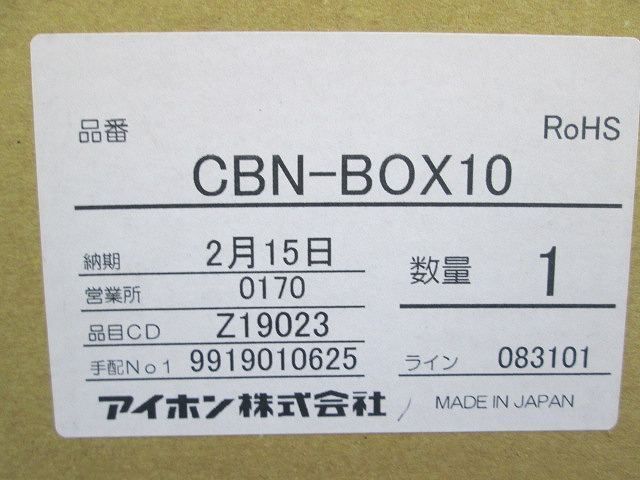 品番 RoHS
CBN-BOX10
納期 2月15日
営業所 0170
数量 1
品目CD Z19023
手配No1 9919010625
ライン 083101
アイホン株式会社 MADE IN JAPAN